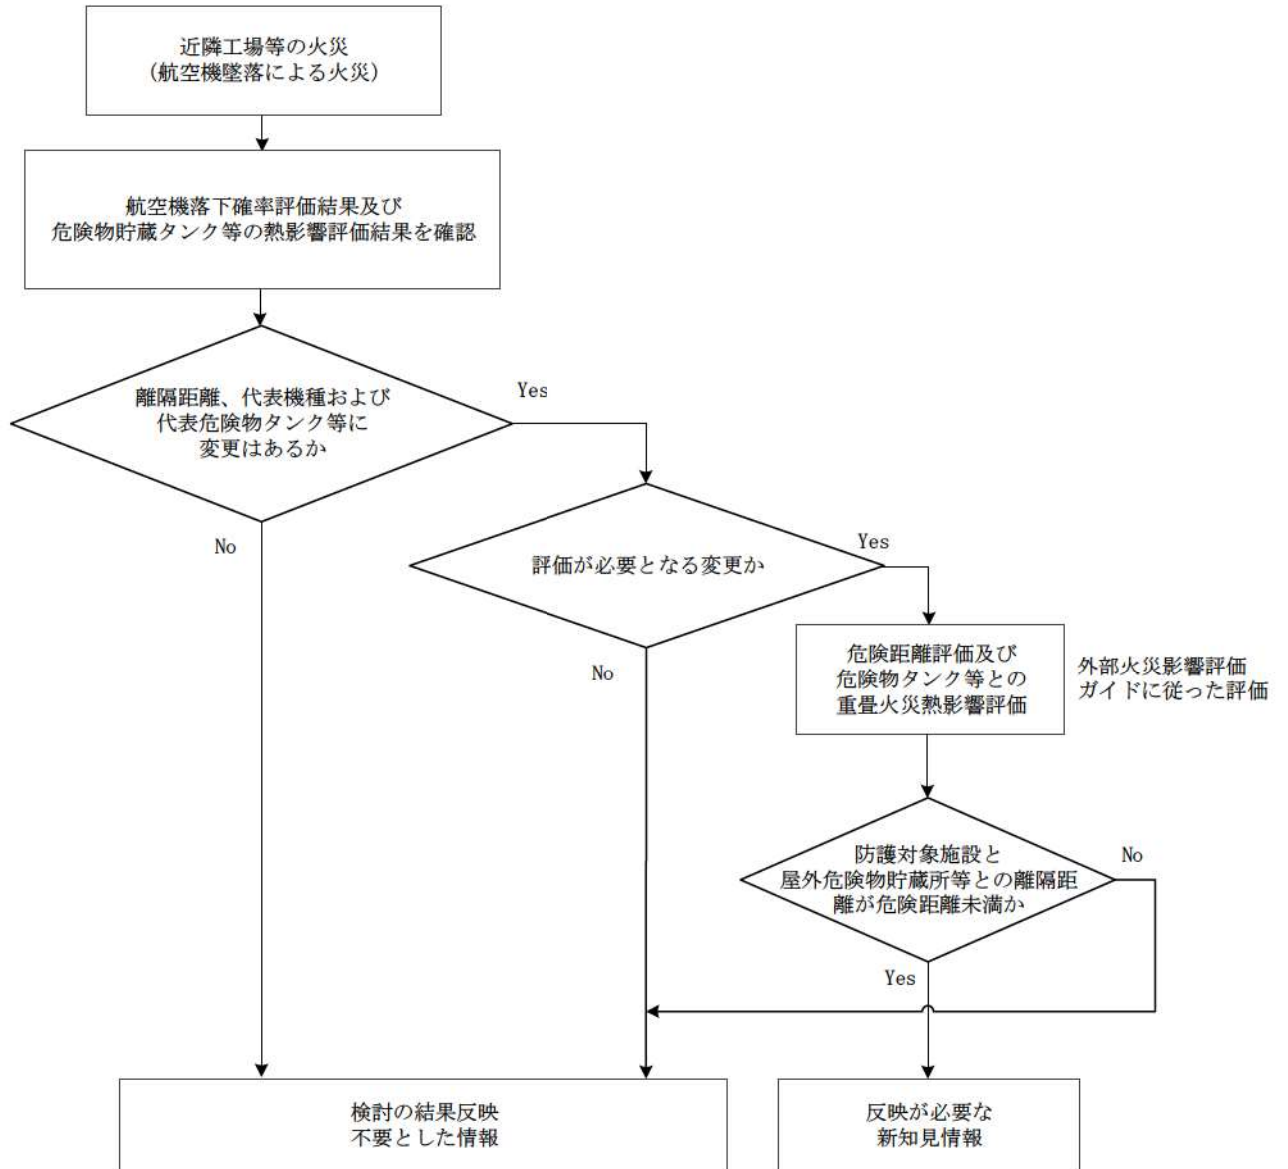 近隣工場等の火災
（航空機墜落による火災）
航空機落下確率評価結果及び
危険物貯蔵タンク等の熱影響評価結果を確認
離隔距離、代表機種および
代表危険物タンク等に
変更はあるか
Yes
No
評価が必要となる変更か
Yes
No
危険距離評価及び
危険物タンク等との
重畳火災熱影響評価
外部火災影響評価
ガイドに従った評価
防護対象施設と
屋外危険物貯蔵所等との離隔距
離が危険距離未満か
No
Yes
検討の結果反映
不要とした情報
反映が必要な
新知見情報